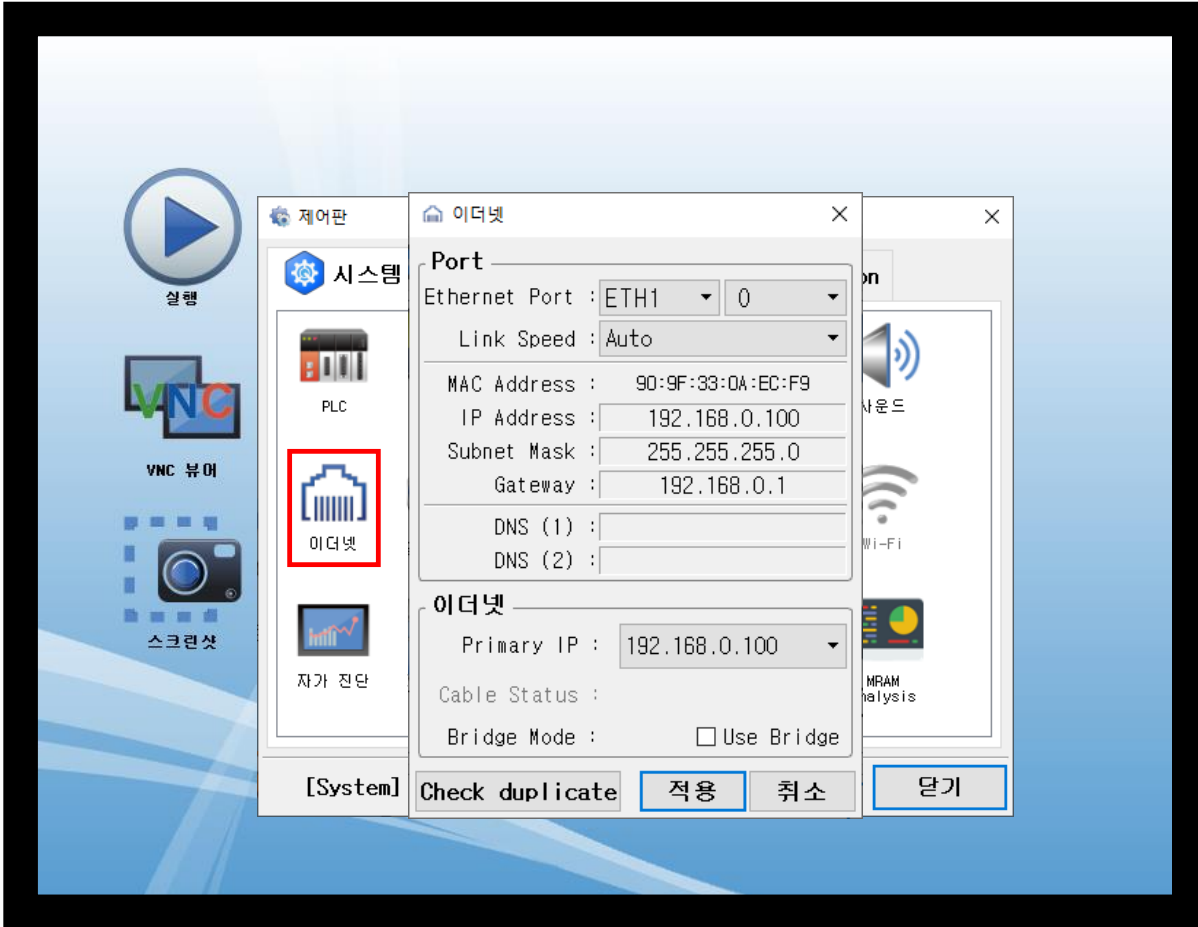 실행
VNC
VNC 뷰어
스크린샷
제어판
시스템
PLC
이더넷
자가 진단
[System]
이더넷
Port
Ethernet Port : ETH1 0
Link Speed : Auto
MAC Address : 90:9F:33:0A:EC:F9
IP Address : 192.168.0.100
Subnet Mask : 255.255.255.0
Gateway : 192.168.0.1
DNS (1) :
DNS (2) :
이더넷
Primary IP : 192.168.0.100
Cable Status :
Bridge Mode : Use Bridge
Check duplicate 적용 취소
on
사운드
Wi-Fi
MRAM
nalysis
닫기